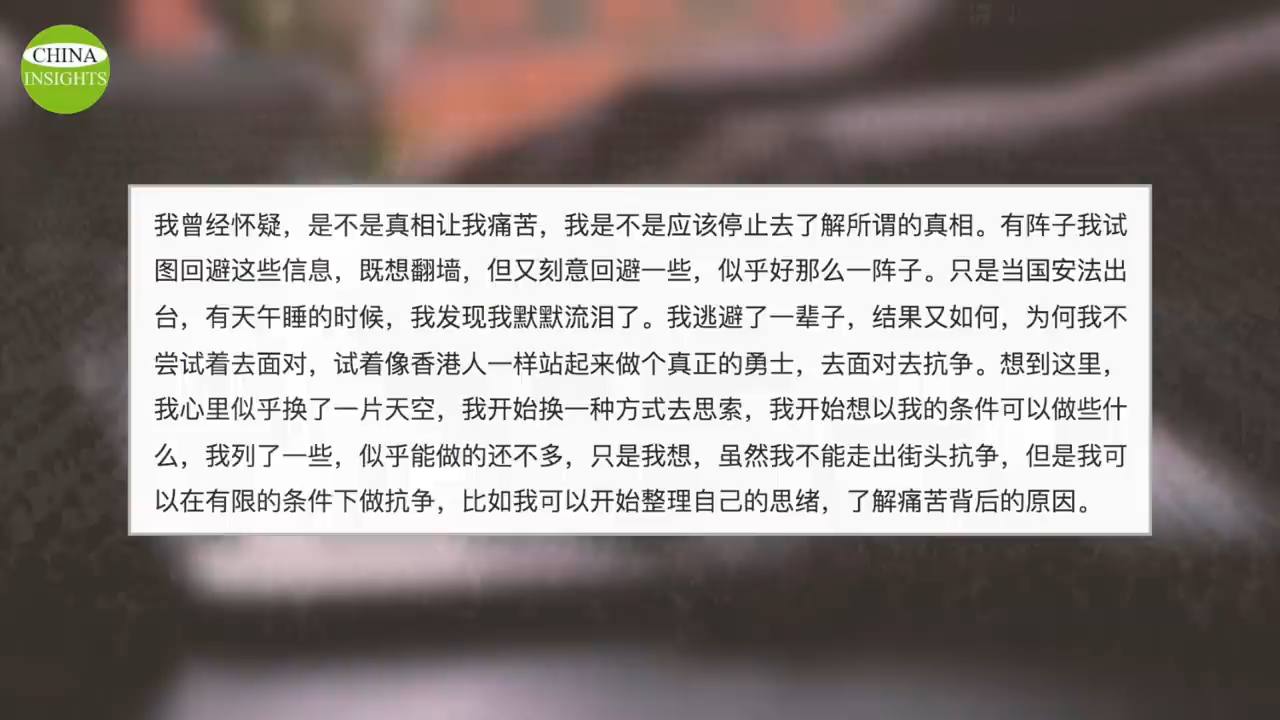 CHINA
INSIGHTS
我曾经怀疑，是不是真相让我痛苦，我是不是应该停止去了解所谓的真相。有阵子我试
图回避这些信息，既想翻墙，但又刻意回避一些，似乎好那么一阵子。只是当国安法出
台，有天午睡的时候，我发现我默默流泪了。我逃避了一辈子，结果又如何，为何我不
尝试着去面对，试着像香港人一样站起来做个真正的勇士，去面对去抗争。想到这里，
我心里似乎换了一片天空，我开始换一种方式去思索，我开始想以我的条件可以做些什
么，我列了一些，似乎能做的还不多，只是我想，虽然我不能走出街头抗争，但是我可
以在有限的条件下做抗争，比如我可以开始整理自己的思绪，了解痛苦背后的原因。